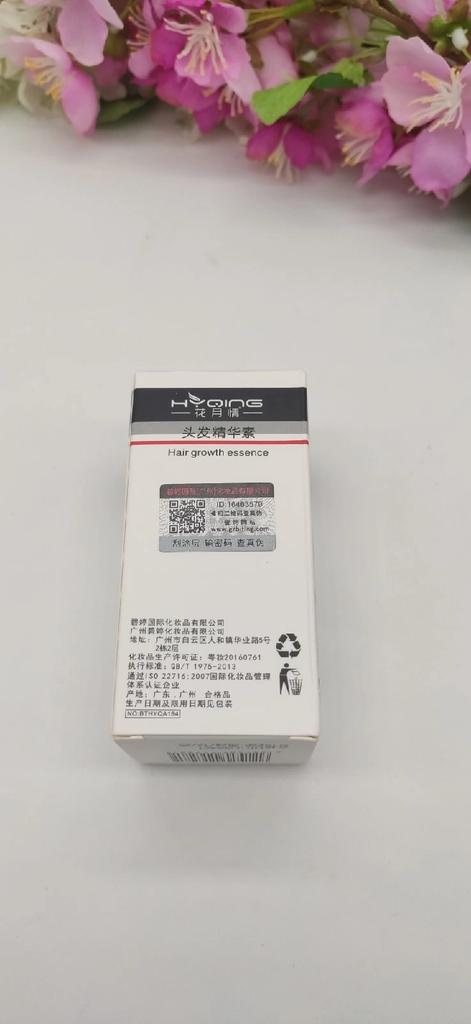 HYQING
花月情
头发精华素
Hair growth essence
ID:16483570
www.grbiting.com
刮涂层 输密码 查真伪
碧婷国际化妆品有限公司
广州碧婷化妆品有限公司
地址：广州市白云区人和镇华业路5号
2栋2层
化妆品生产许可证：粤妆20160761
执行标准：QB/T 1975-2013
通过ISO 22716:2007国际化妆品管理
体系认证企业
产地：广东．广州 合格品
生产日期及限用日期见包装
NO:BTHYQA154